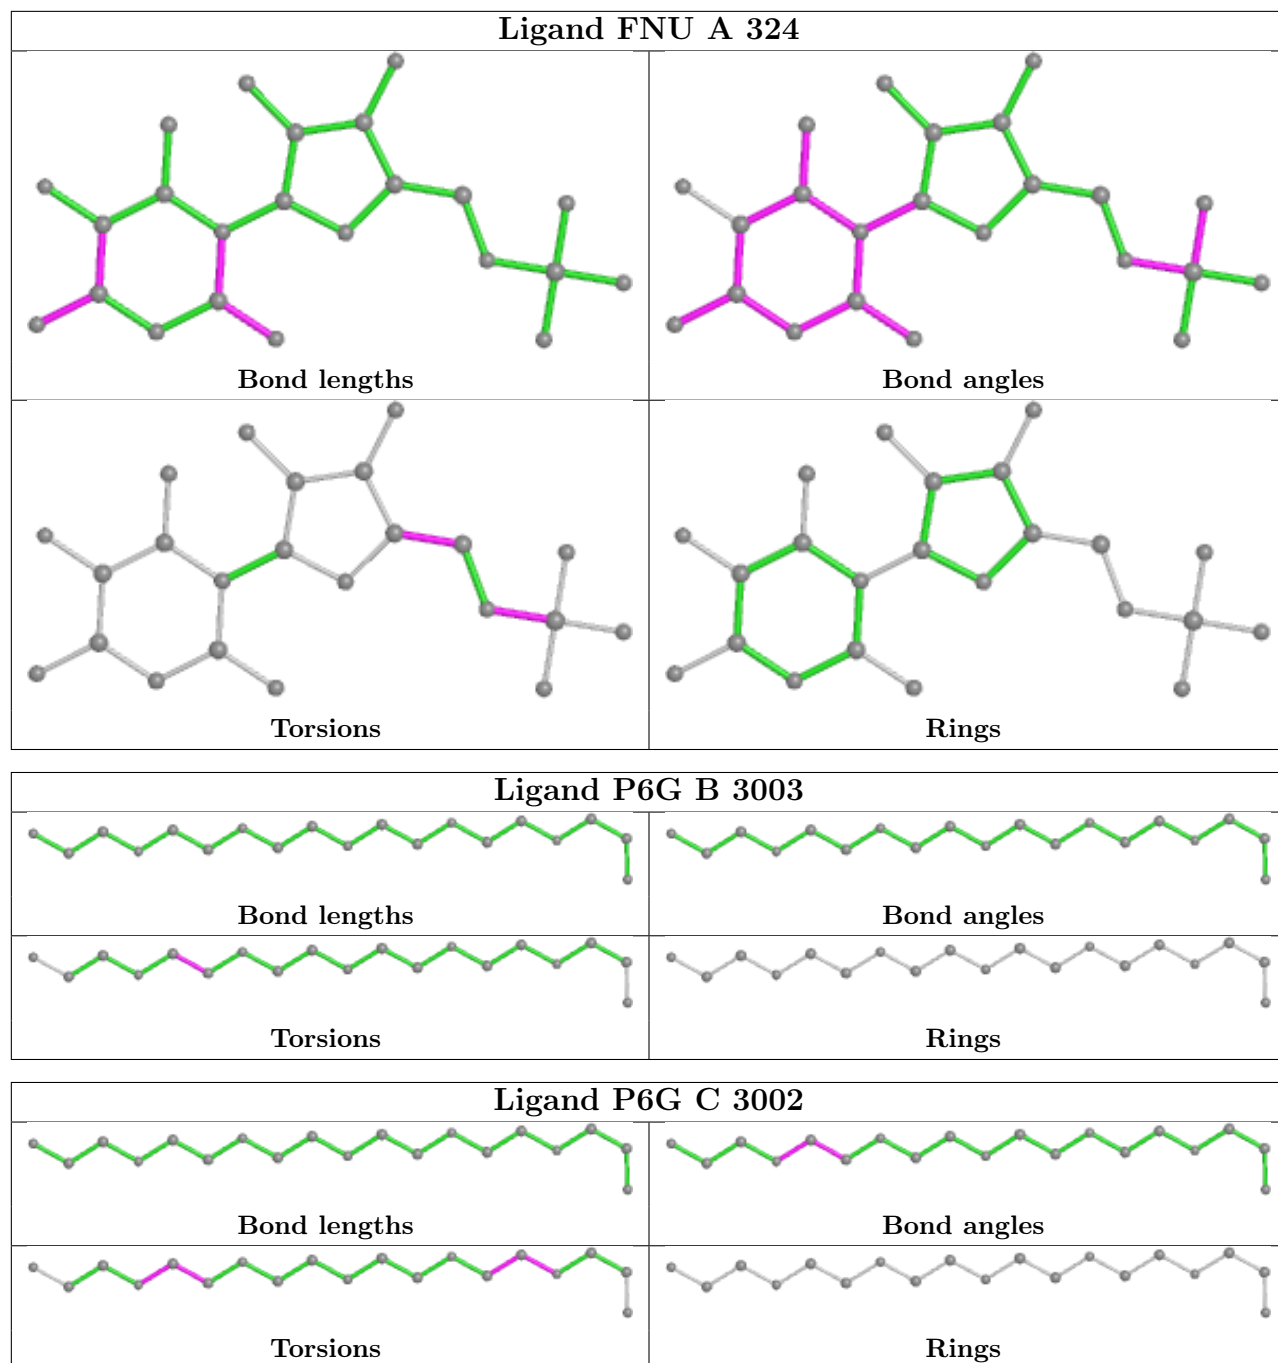 Ligand FNU A 324
Bond lengths
Bond angles
Torsions
Rings
Ligand P6G B 3003
Bond lengths
Bond angles
Torsions
Rings
Ligand P6G C 3002
Bond lengths
Bond angles
Torsions
Rings